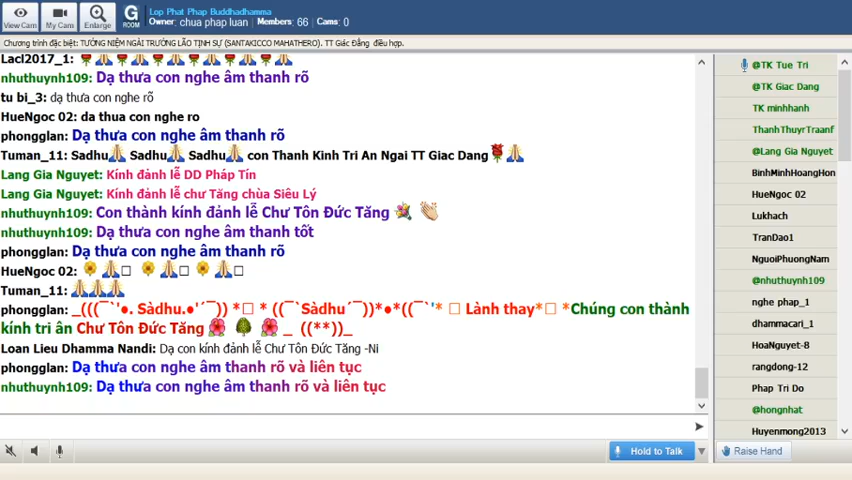 View Cam
My Cam
Enlarge
G ROOM
Lop Phat Phap Buddhadhamma
Owner: chua phap luan Members: 66 Cams: 0
Chương trình đặc biệt: TƯỞNG NIỆM NGÀI TRƯỞNG LÃO TỊNH SỰ (SANTAKICCO MAHATHERO). TT Giác Đẳng điều hợp.
Lacl2017_1: 🌹🙏🌹🙏🌹🙏🌹🙏🌹🙏
nhuthuynh109: Dạ thưa con nghe âm thanh rõ
tu bi_3: dạ thưa con nghe rõ
HueNgoc 02: da thua con nghe ro
phongglan: Dạ thưa con nghe âm thanh rõ
Tuman_11: Sadhu🙏 Sadhu🙏 Sadhu🙏 con Thanh Kinh Tri An Ngai TT Giac Dang🌹🙏
Lang Gia Nguyet: Kính đảnh lễ DD Pháp Tín
Lang Gia Nguyet: Kính đảnh lễ chư Tăng chùa Siêu Lý
nhuthuynh109: Con thành kính đảnh lễ Chư Tôn Đức Tăng 💐 👏
nhuthuynh109: Dạ thưa con nghe âm thanh tốt
phongglan: Dạ thưa con nghe âm thanh rõ
HueNgoc 02: 🌼🙏□ 🌼🙏□ 🌼🙏□
Tuman_11: 🙏🙏🙏
phongglan: _(((¯`'•. Sàdhu.•'´¯)) *□ * ((¯`Sàdhu´¯))*•*((¯`'* □ Lành thay*□ *Chúng con thành
kính tri ân Chư Tôn Đức Tăng 🌺 🌳 🌺 _ ((**))_
Loan Lieu Dhamma Nandi: Dạ con kính đảnh lễ Chư Tôn Đức Tăng -Ni
phongglan: Dạ thưa con nghe âm thanh rõ và liên tục
nhuthuynh109: Dạ thưa con nghe âm thanh rõ và liên tục
Hold to Talk
Raise Hand
@TK Tue Tri
@TK Giac Dang
TK minhhanh
ThanhThuyrTraanf
@Lang Gia Nguyet
BinhMinhHoangHon
HueNgoc 02
Lukhach
TranDao1
NguoiPhuongNam
@nhuthuynh109
nghe phap_1
dhammacari_1
HoaNguyet-8
rangdong-12
Phap Tri Do
@hongnhat
Huyenmong2013